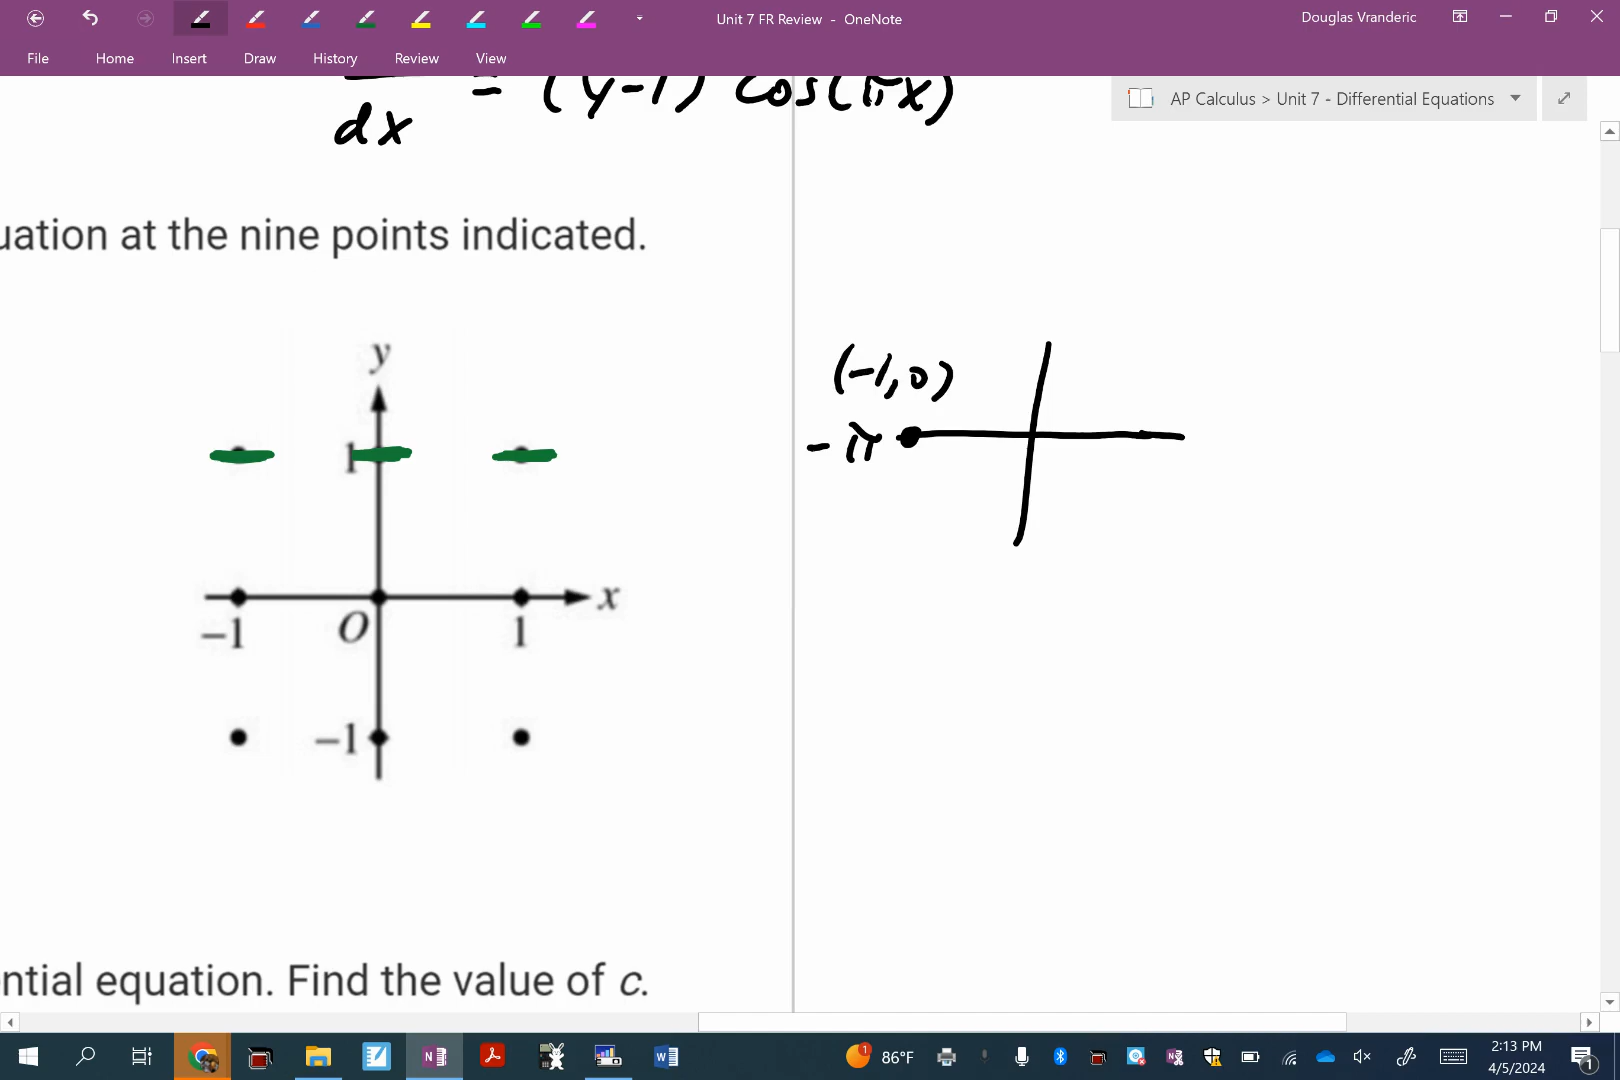 Unit 7 FR Review - OneNote
Douglas Vranderic
File Home Insert Draw History Review View
dx = (y-1) cos(πx)
AP Calculus > Unit 7 - Differential Equations
uation at the nine points indicated.
y
1
-1 O 1 x
-1
(-1, 0)
- π
ntial equation. Find the value of c.
86°F
2:13 PM
4/5/2024